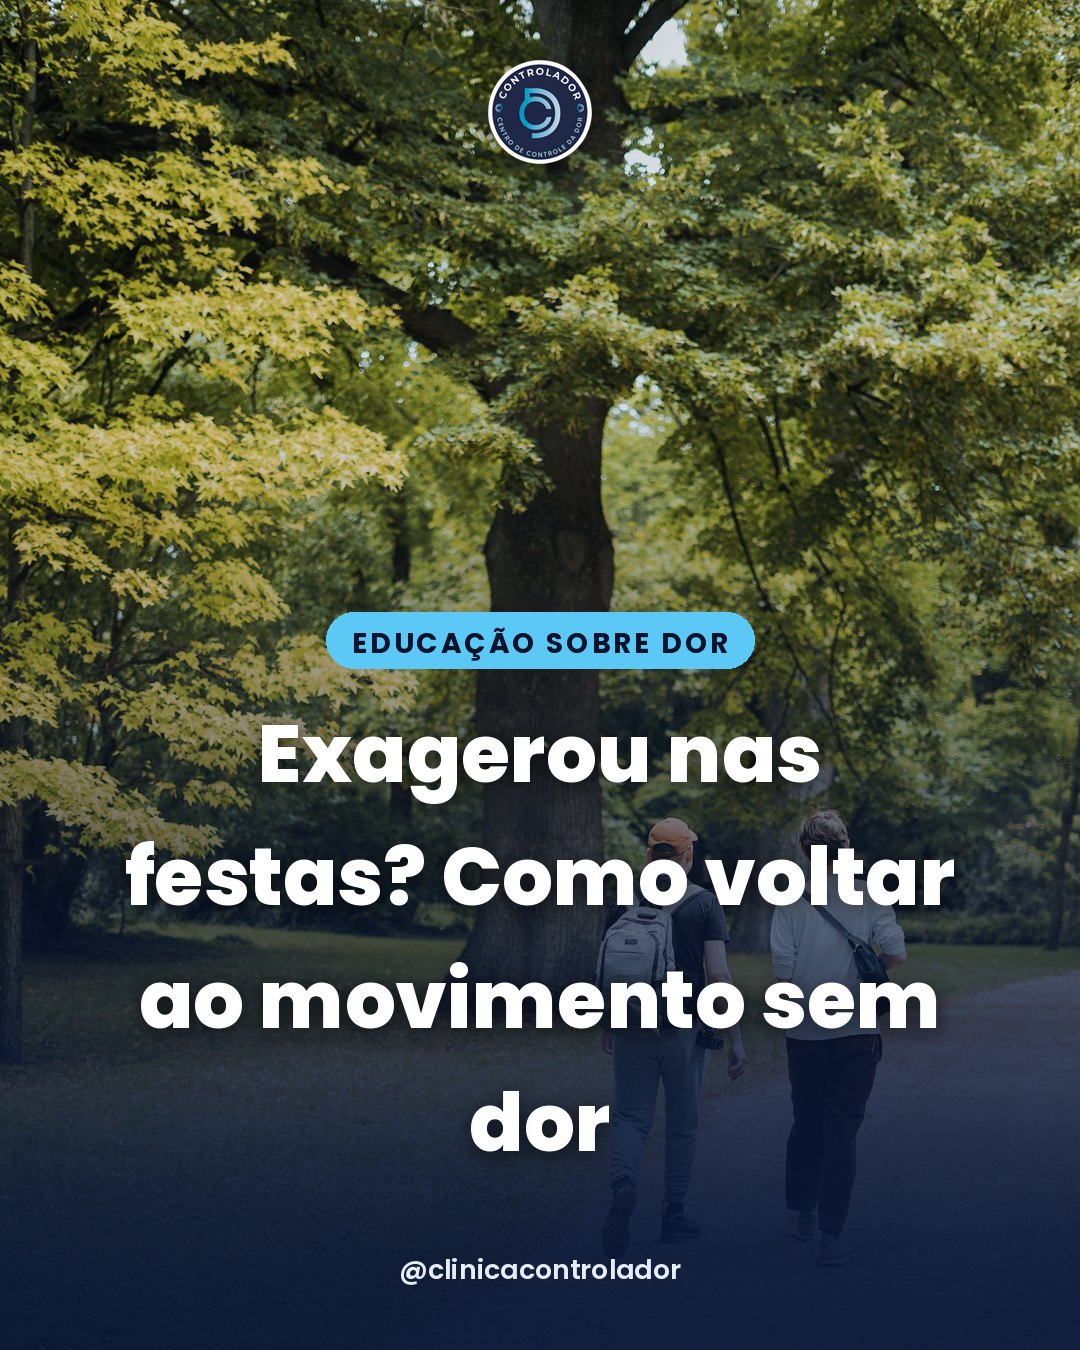 CONTROLADOR
CENTRO DE CONTROLE DA DOR
EDUCAÇÃO SOBRE DOR
Exagerou nas
festas? Como voltar
ao movimento sem
dor
@clinicacontrolador